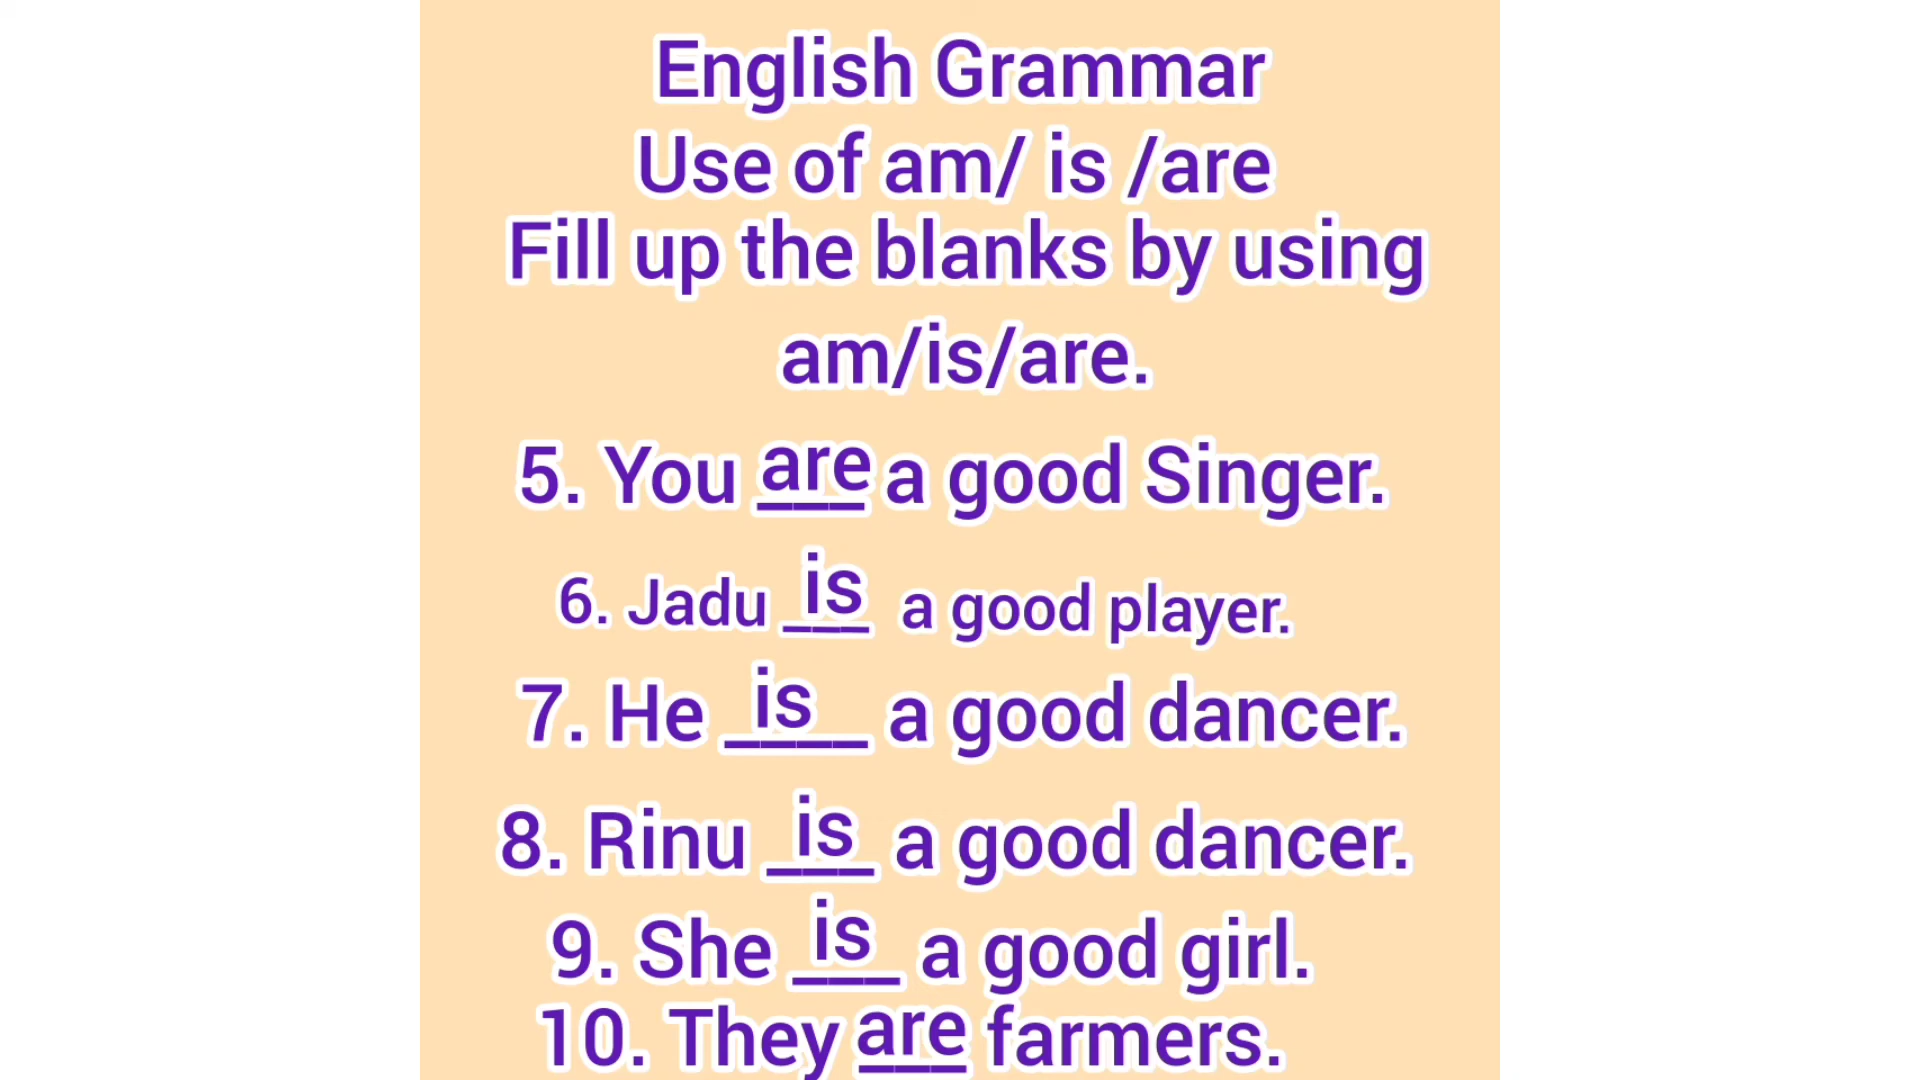 English Grammar
Use of am/ is /are
Fill up the blanks by using
am/is/are.
5. You are a good Singer.
6. Jadu is a good player.
7. He is a good dancer.
8. Rinu is a good dancer.
9. She is a good girl.
10. They are farmers.